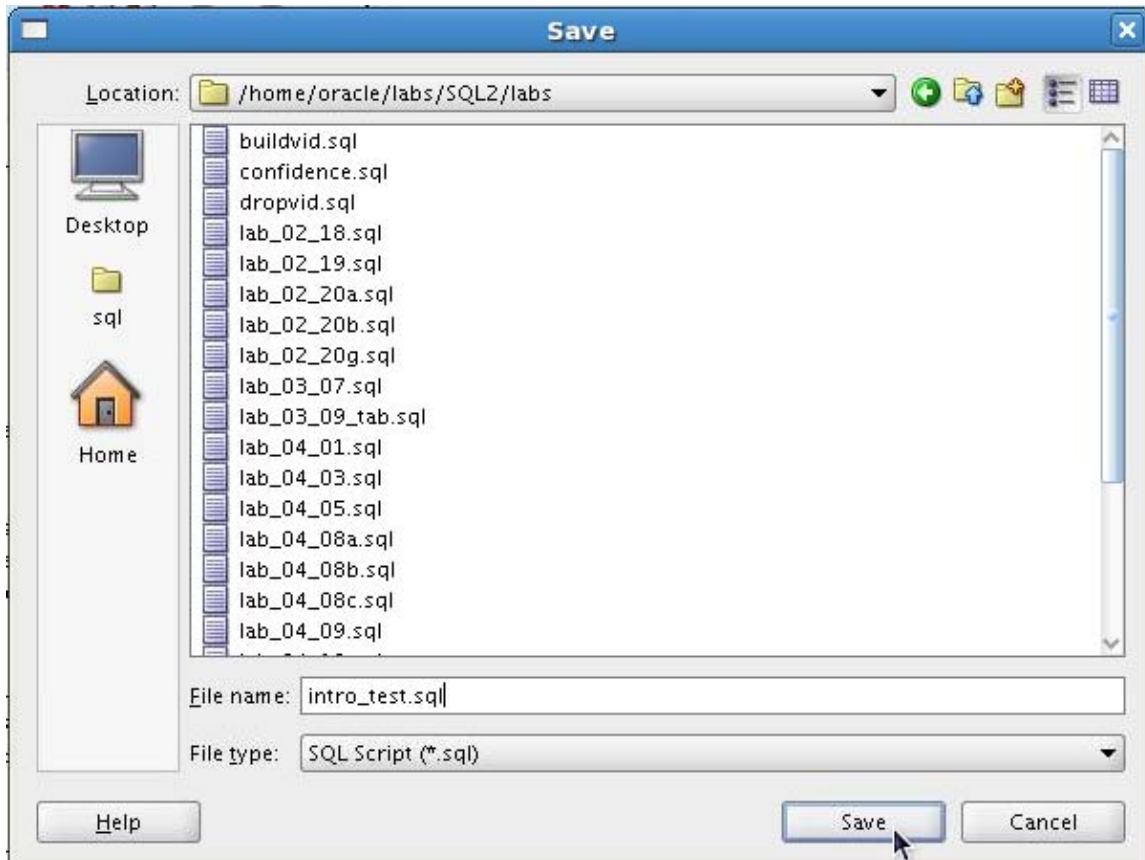 Save
Location: /home/oracle/labs/SQL2/labs
Desktop
sql
Home
buildvid.sql
confidence.sql
dropvid.sql
lab_02_18.sql
lab_02_19.sql
lab_02_20a.sql
lab_02_20b.sql
lab_02_20g.sql
lab_03_07.sql
lab_03_09_tab.sql
lab_04_01.sql
lab_04_03.sql
lab_04_05.sql
lab_04_08a.sql
lab_04_08b.sql
lab_04_08c.sql
lab_04_09.sql
File name: intro_test.sql
File type: SQL Script (*.sql)
Help
Save
Cancel